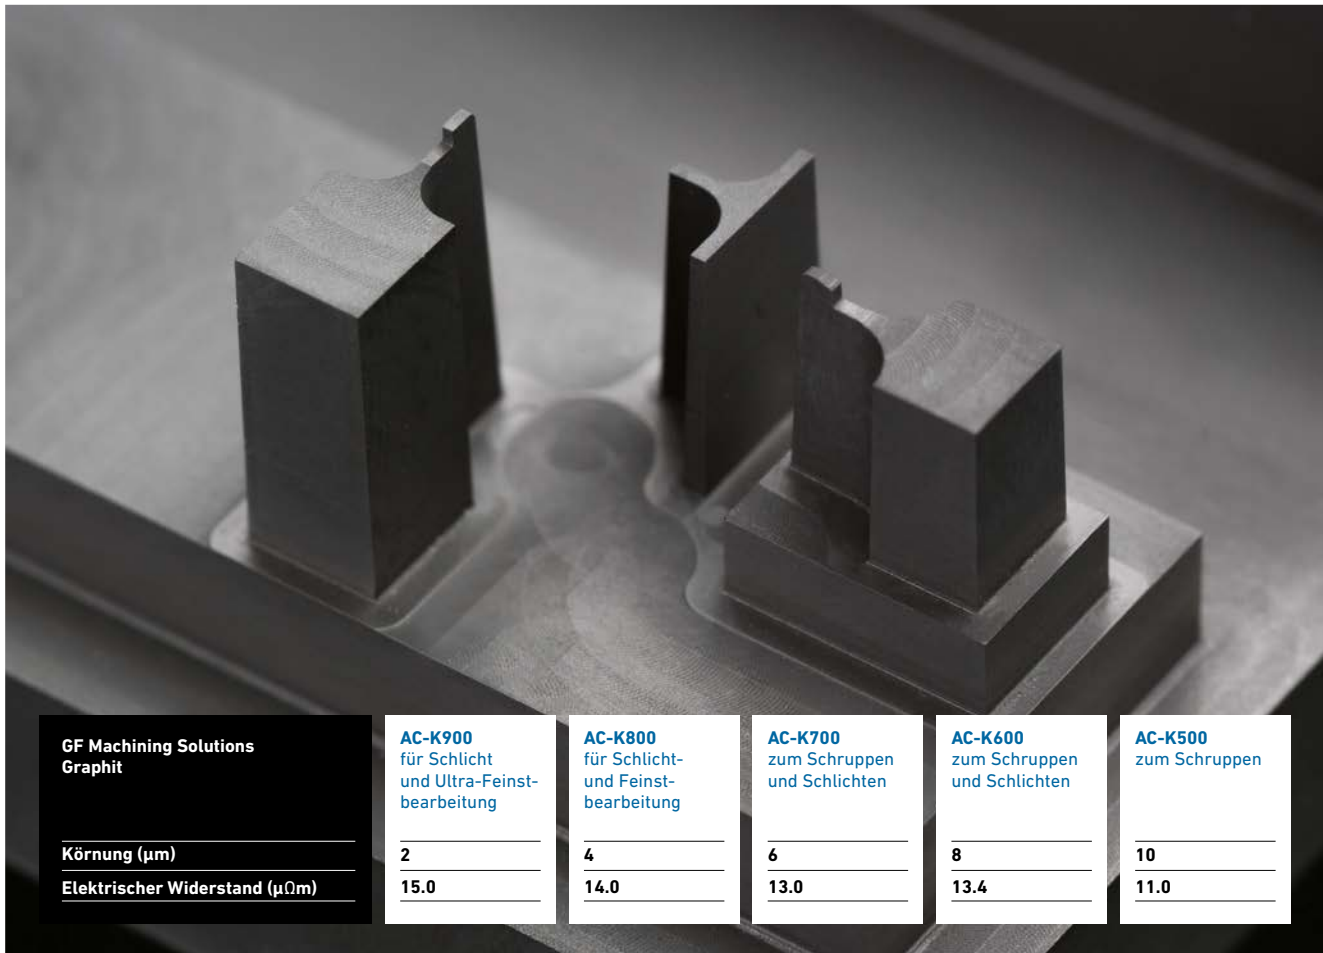 GF Machining Solutions
Graphit
Körnung (µm)
Elektrischer Widerstand (µΩm)
AC-K900
für Schlicht
und Ultra-Feinst-
bearbeitung
2
15.0
AC-K800
für Schlicht-
und Feinst-
bearbeitung
4
14.0
AC-K700
zum Schruppen
und Schlichten
6
13.0
AC-K600
zum Schruppen
und Schlichten
8
13.4
AC-K500
zum Schruppen
10
11.0